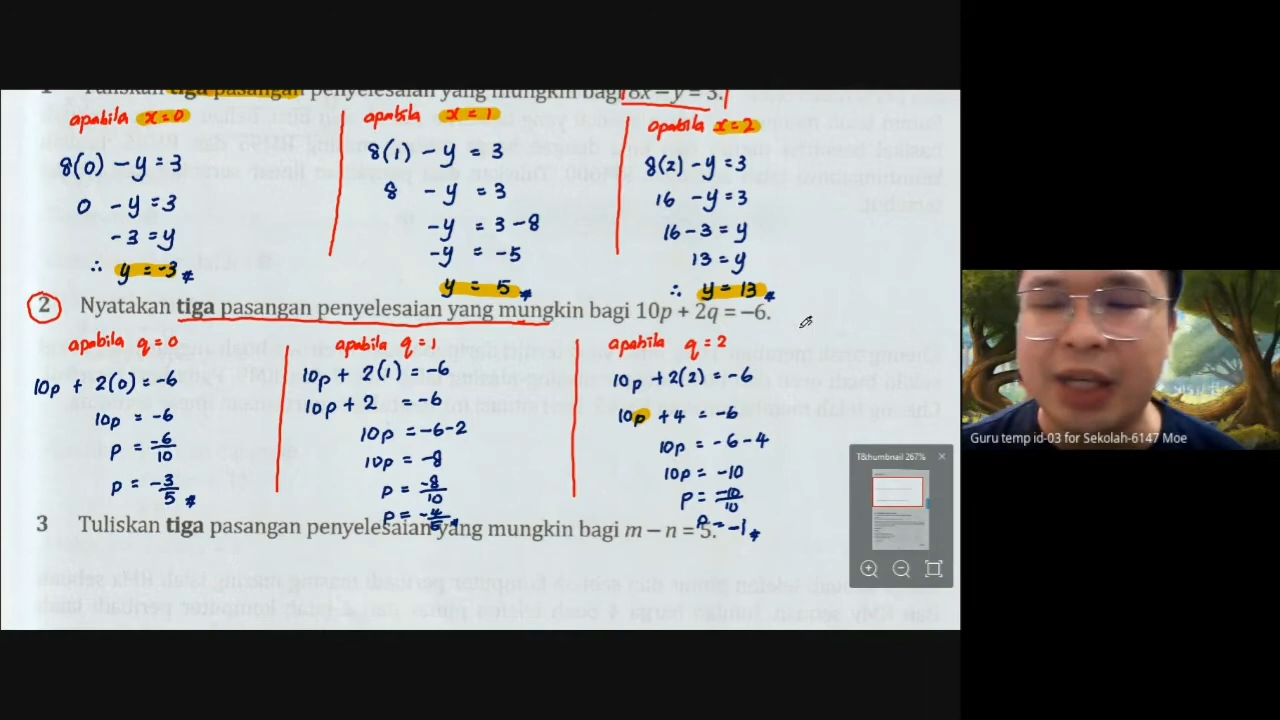 Tuliskan tiga pasangan penyelesaian yang mungkin bagi 8x − y = 3.
apabila x = 0
8(0) − y = 3
0 − y = 3
−3 = y
∴ y = −3 *
apabila x = 1
8(1) − y = 3
8 − y = 3
−y = 3 − 8
−y = −5
y = 5 *
apabila x = 2
8(2) − y = 3
16 − y = 3
16 − 3 = y
13 = y
∴ y = 13 *
2 Nyatakan tiga pasangan penyelesaian yang mungkin bagi 10p + 2q = −6.
apabila q = 0
10p + 2(0) = −6
10p = −6
p = −6/10
p = −3/5 *
apabila q = 1
10p + 2(1) = −6
10p + 2 = −6
10p = −6 − 2
10p = −8
p = −8/10
p = −4/5 *
apabila q = 2
10p + 2(2) = −6
10p + 4 = −6
10p = −6 − 4
10p = −10
p = −10/10
p = −1 *
3 Tuliskan tiga pasangan penyelesaian yang mungkin bagi m − n = 5.
T&thumbnail 267%
Guru temp id-03 for Sekolah-6147 Moe